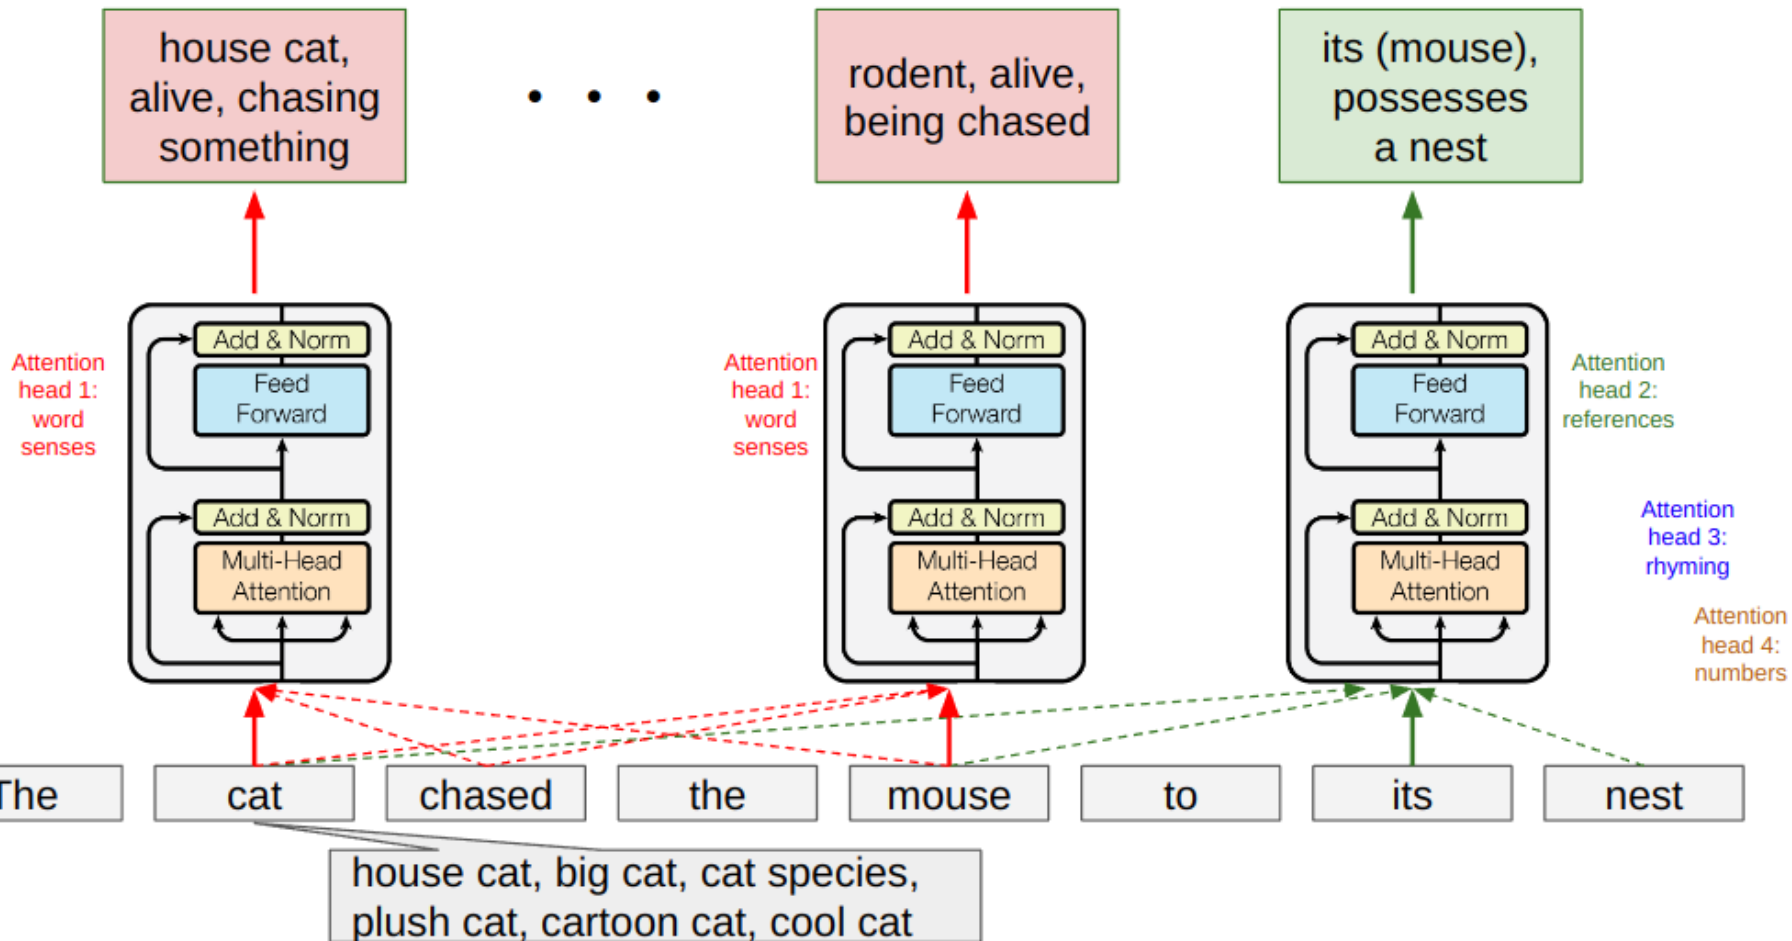 house cat,
alive, chasing
something
rodent, alive,
being chased
its (mouse),
possesses
a nest
Attention
head 1:
word
senses
Add & Norm
Feed
Forward
Add & Norm
Multi-Head
Attention
Attention
head 1:
word
senses
Add & Norm
Feed
Forward
Add & Norm
Multi-Head
Attention
Add & Norm
Feed
Forward
Add & Norm
Multi-Head
Attention
Attention
head 2:
references
Attention
head 3:
rhyming
Attention
head 4:
numbers
The
cat
chased
the
mouse
to
its
nest
house cat, big cat, cat species,
plush cat, cartoon cat, cool cat